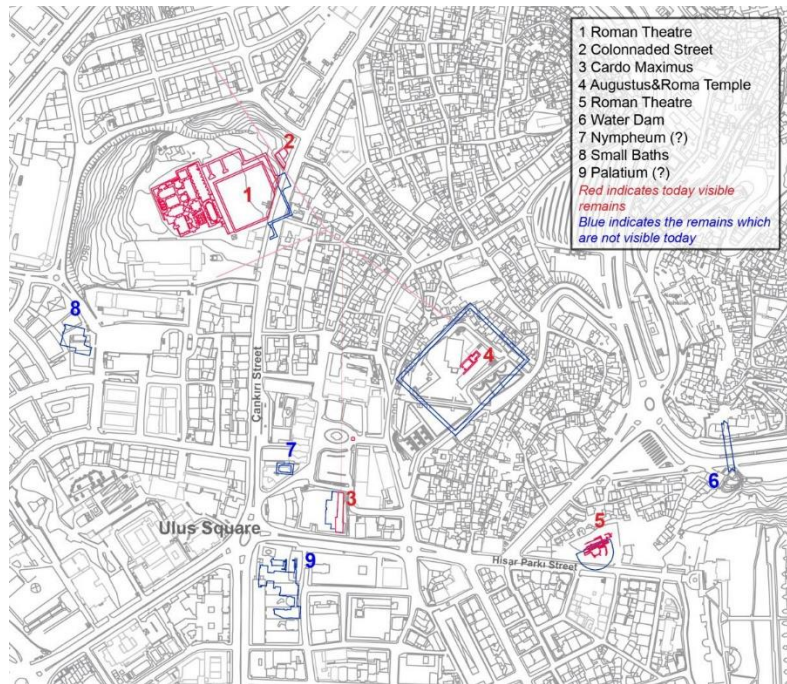 1 Roman Theatre
2 Colonnaded Street
3 Cardo Maximus
4 Augustus&Roma Temple
5 Roman Theatre
6 Water Dam
7 Nympheum (?)
8 Small Baths
9 Palatium (?)
Red indicates today visible
remains
Blue indicates the remains which
are not visible today
2
1
8
4
Cankırı Street
7
6
3
5
Ulus Square
9
Hisar Parkı Street